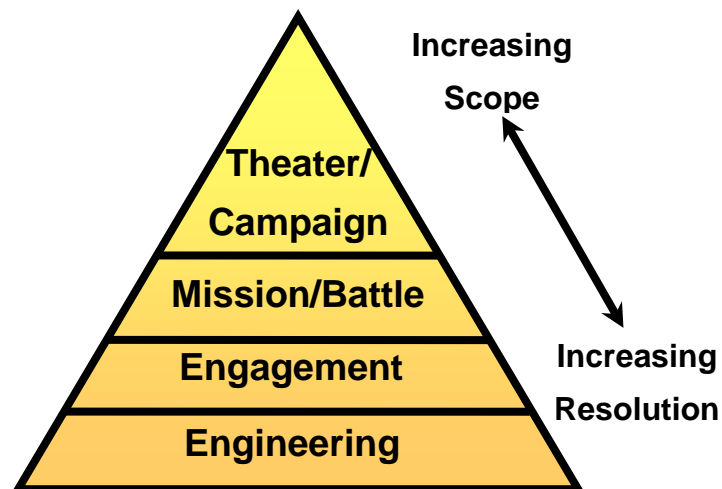 Increasing
Scope
Theater/
Campaign
Mission/Battle
Engagement
Engineering
Increasing
Resolution